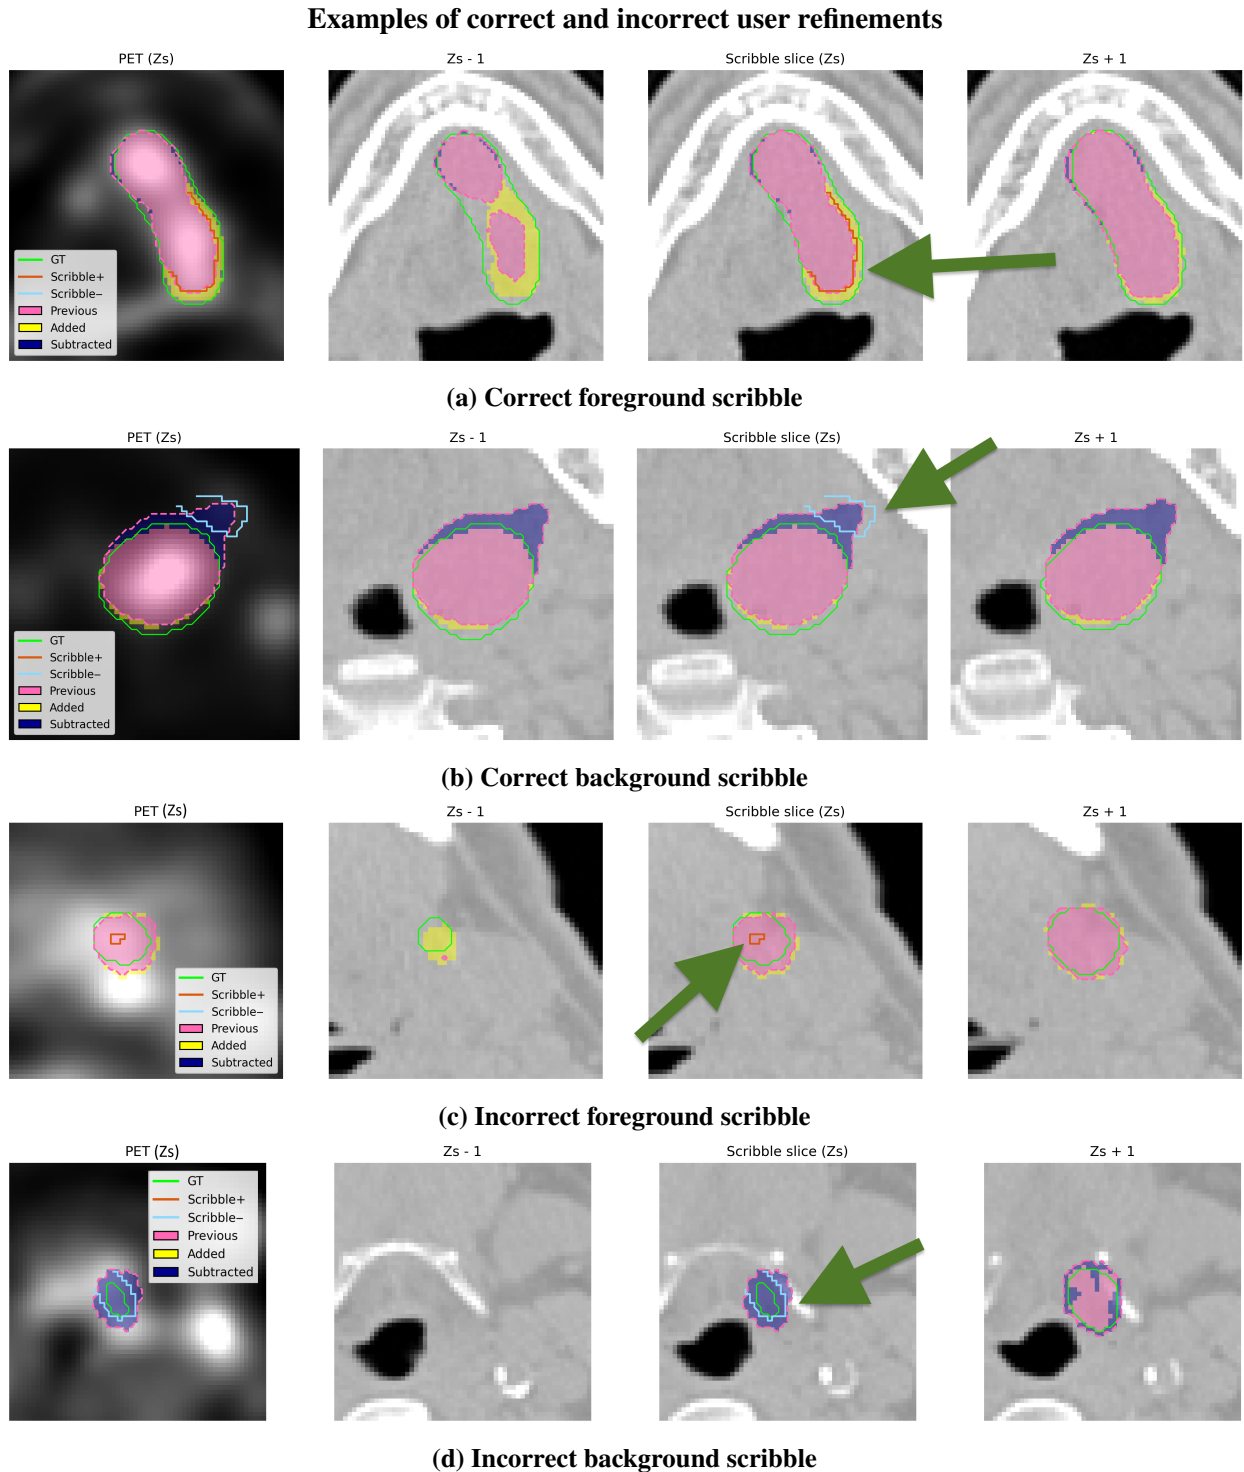 Examples of correct and incorrect user refinements
PET (Zs)
Zs - 1
Scribble slice (Zs)
Zs + 1
GT
Scribble+
Scribble−
Previous
Added
Subtracted
(a) Correct foreground scribble
PET (Zs)
Zs - 1
Scribble slice (Zs)
Zs + 1
GT
Scribble+
Scribble−
Previous
Added
Subtracted
(b) Correct background scribble
PET (Zs)
Zs - 1
Scribble slice (Zs)
Zs + 1
GT
Scribble+
Scribble−
Previous
Added
Subtracted
(c) Incorrect foreground scribble
PET (Zs)
Zs - 1
Scribble slice (Zs)
Zs + 1
GT
Scribble+
Scribble−
Previous
Added
Subtracted
(d) Incorrect background scribble